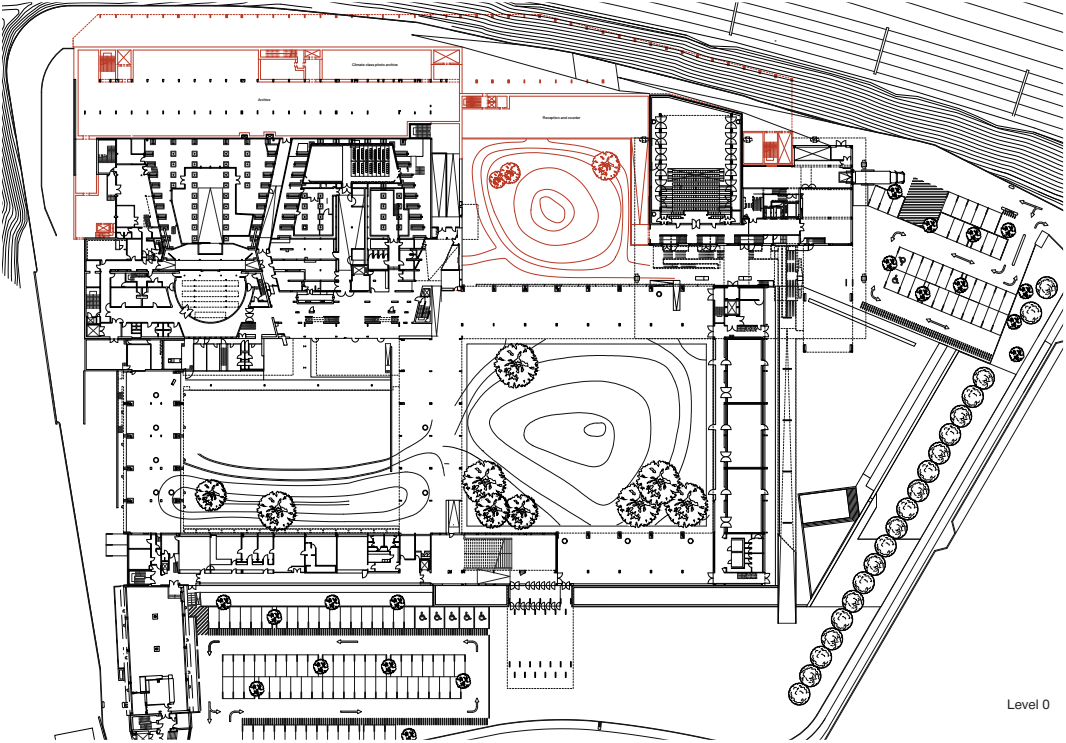 Climate class photo archive
Archive
Reception and counter
Level 0